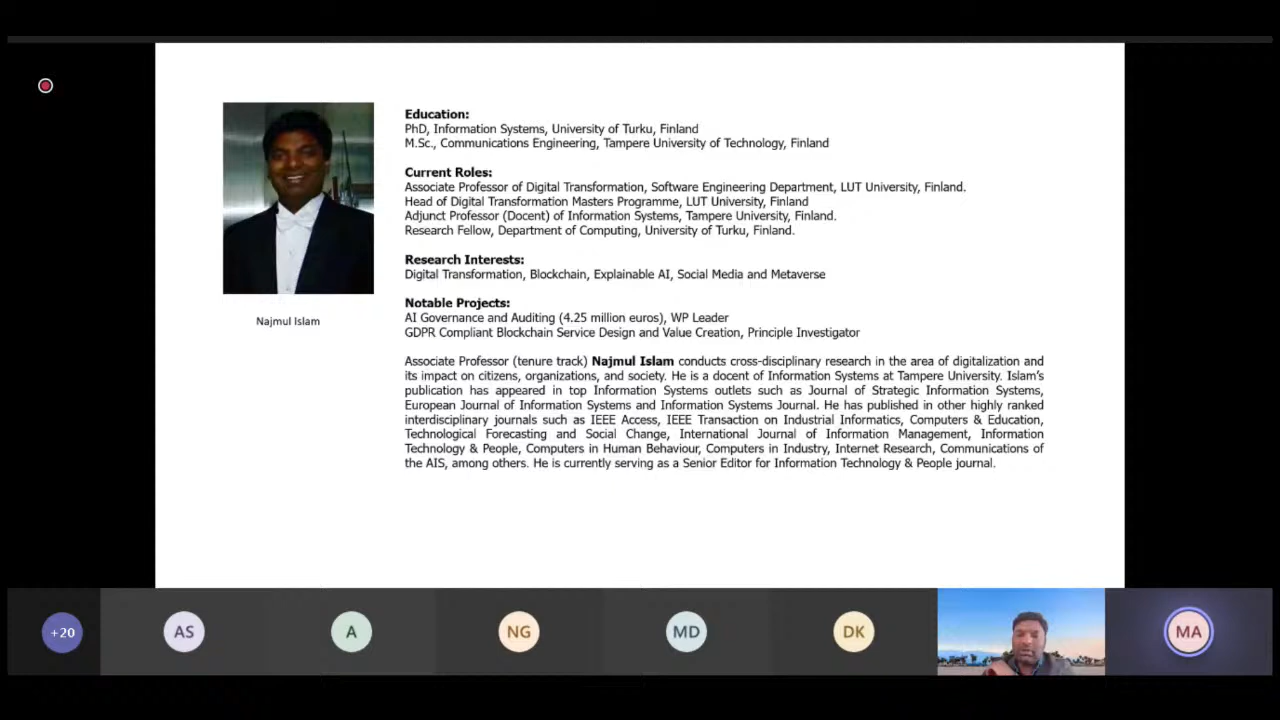 Education:
PhD, Information Systems, University of Turku, Finland
M.Sc., Communications Engineering, Tampere University of Technology, Finland
Current Roles:
Associate Professor of Digital Transformation, Software Engineering Department, LUT University, Finland.
Head of Digital Transformation Masters Programme, LUT University, Finland
Adjunct Professor (Docent) of Information Systems, Tampere University, Finland.
Research Fellow, Department of Computing, University of Turku, Finland.
Research Interests:
Digital Transformation, Blockchain, Explainable AI, Social Media and Metaverse
Notable Projects:
AI Governance and Auditing (4.25 million euros), WP Leader
GDPR Compliant Blockchain Service Design and Value Creation, Principle Investigator
Najmul Islam
Associate Professor (tenure track) Najmul Islam conducts cross-disciplinary research in the area of digitalization and
its impact on citizens, organizations, and society. He is a docent of Information Systems at Tampere University. Islam's
publication has appeared in top Information Systems outlets such as Journal of Strategic Information Systems,
European Journal of Information Systems and Information Systems Journal. He has published in other highly ranked
interdisciplinary journals such as IEEE Access, IEEE Transaction on Industrial Informatics, Computers & Education,
Technological Forecasting and Social Change, International Journal of Information Management, Information
Technology & People, Computers in Human Behaviour, Computers in Industry, Internet Research, Communications of
the AIS, among others. He is currently serving as a Senior Editor for Information Technology & People journal.
+20
AS
A
NG
MD
DK
MA